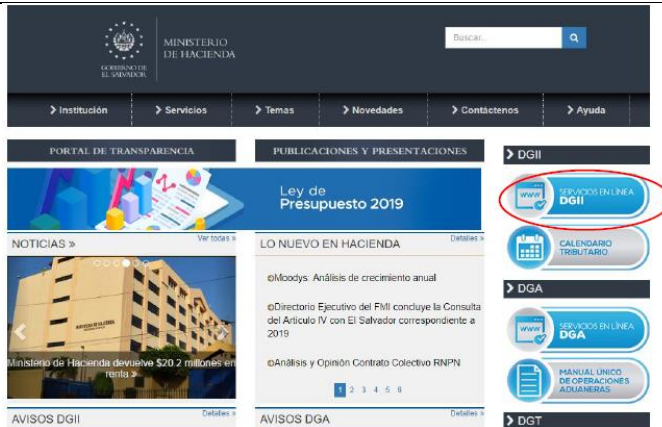 GOBIERNO DE
EL SALVADOR
MINISTERIO
DE HACIENDA
Buscar...
Institución
Servicios
Temas
Novedades
Contáctenos
Ayuda
PORTAL DE TRANSPARENCIA
PUBLICACIONES Y PRESENTACIONES
Ley de
Presupuesto 2019
NOTICIAS »
Ver todas »
Ministerio de Hacienda devuelve $20.2 millones en
renta »
LO NUEVO EN HACIENDA
Detalles »
Moodys: Análisis de crecimiento anual
Directorio Ejecutivo del FMI concluye la Consulta
del Articulo IV con El Salvador correspondiente a
2019
Análisis y Opinión Contrato Colectivo RNPN
1 2 3 4 5 6
AVISOS DGII
Detalles »
AVISOS DGA
Detalles »
DGII
www
SERVICIOS EN LÍNEA
DGII
CALENDARIO
TRIBUTARIO
DGA
www
SERVICIOS EN LÍNEA
DGA
MANUAL ÚNICO
DE OPERACIONES
ADUANERAS
DGT